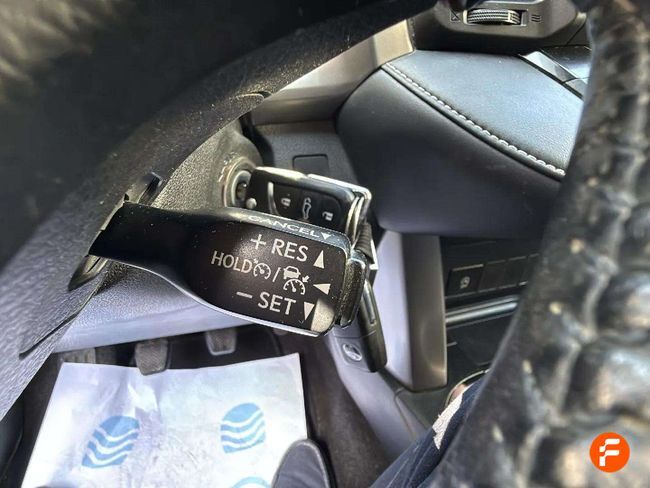 CANCEL
+ RES
HOLD /
− SET